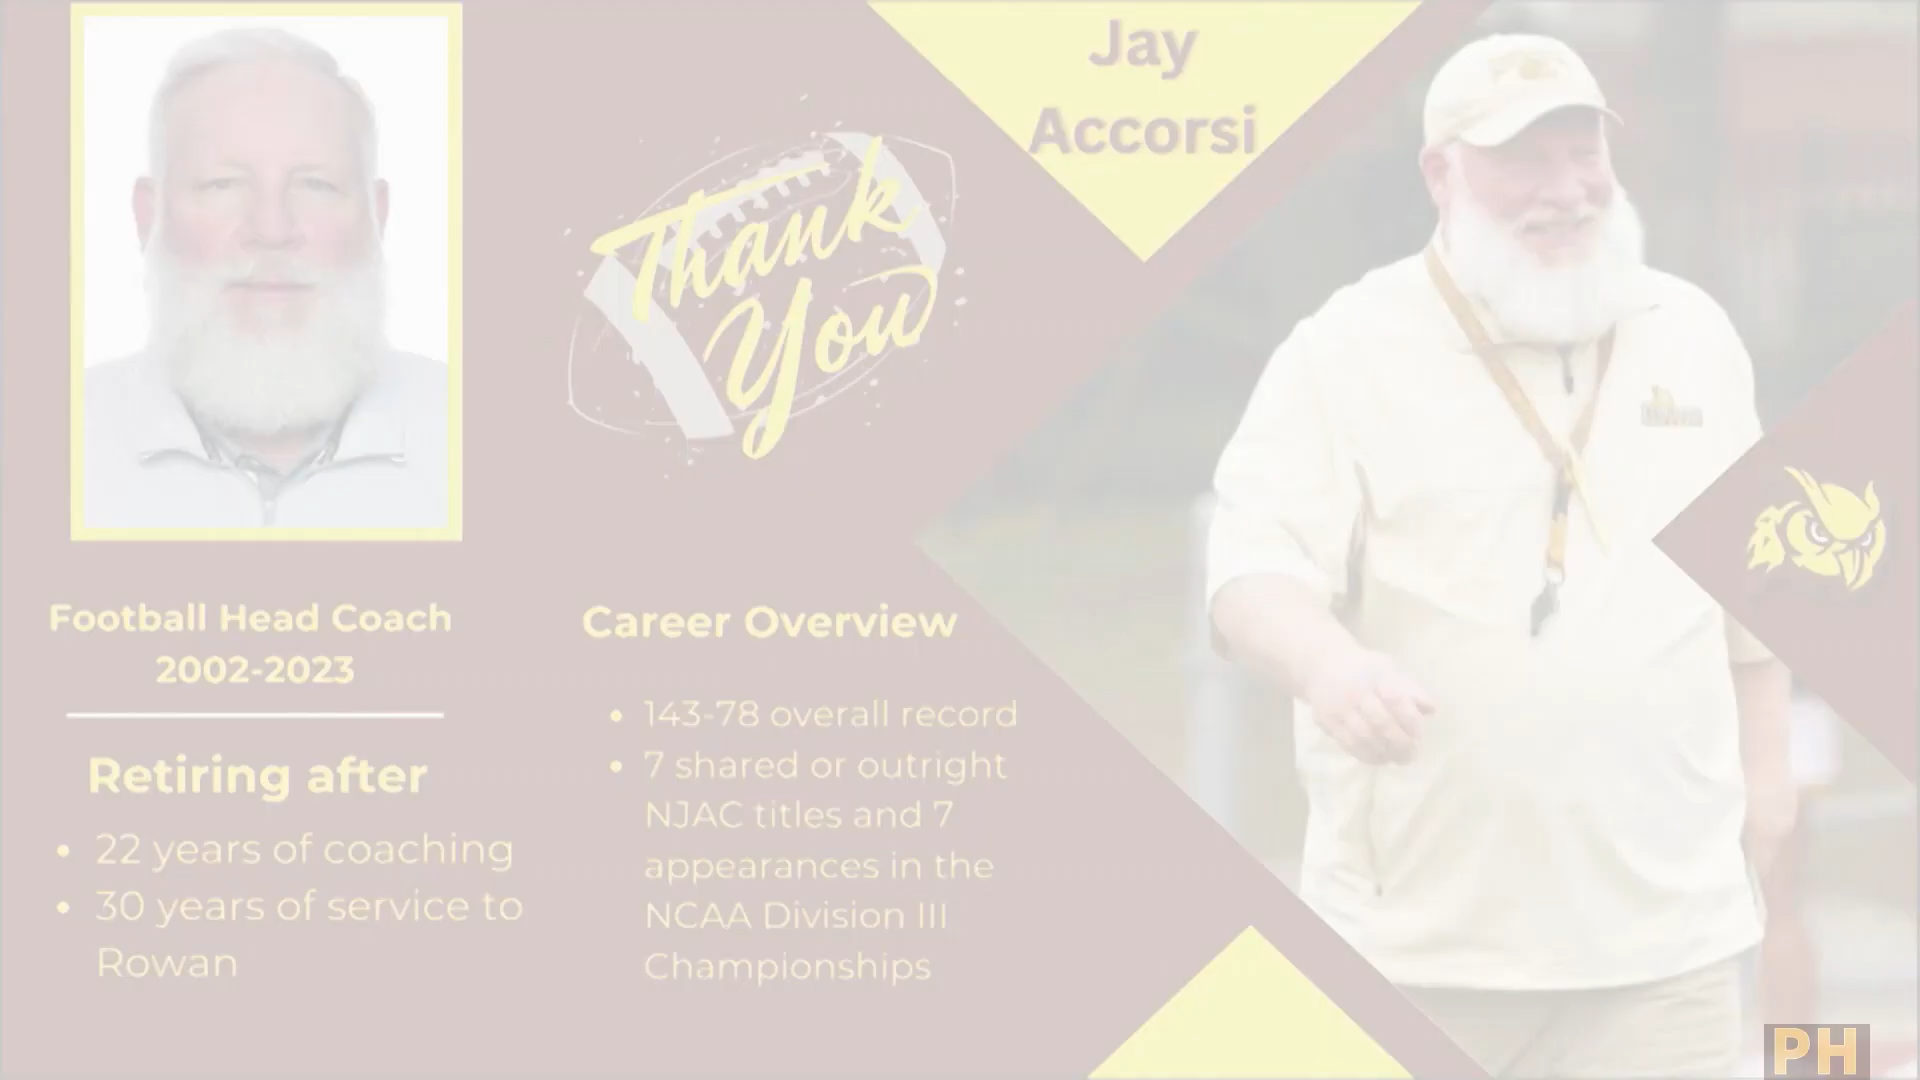 Jay
Accorsi
Thank
You
Football Head Coach
2002-2023
Retiring after
• 22 years of coaching
• 30 years of service to
Rowan
Career Overview
• 143-78 overall record
• 7 shared or outright
NJAC titles and 7
appearances in the
NCAA Division III
Championships
PH